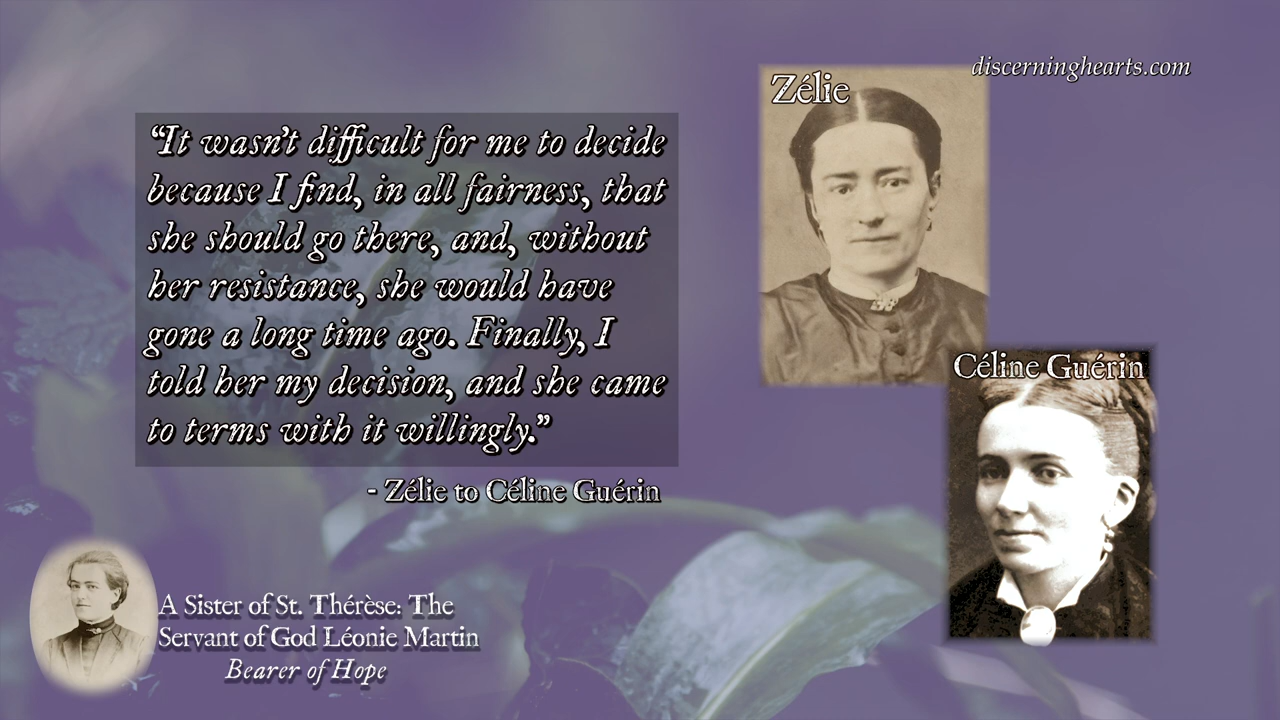 discerninghearts.com
Zélie
“It wasn’t difficult for me to decide
because I find, in all fairness, that
she should go there, and, without
her resistance, she would have
gone a long time ago. Finally, I
told her my decision, and she came
to terms with it willingly.”
- Zélie to Céline Guérin
Céline Guérin
A Sister of St. Thérèse: The
Servant of God Léonie Martin
Bearer of Hope